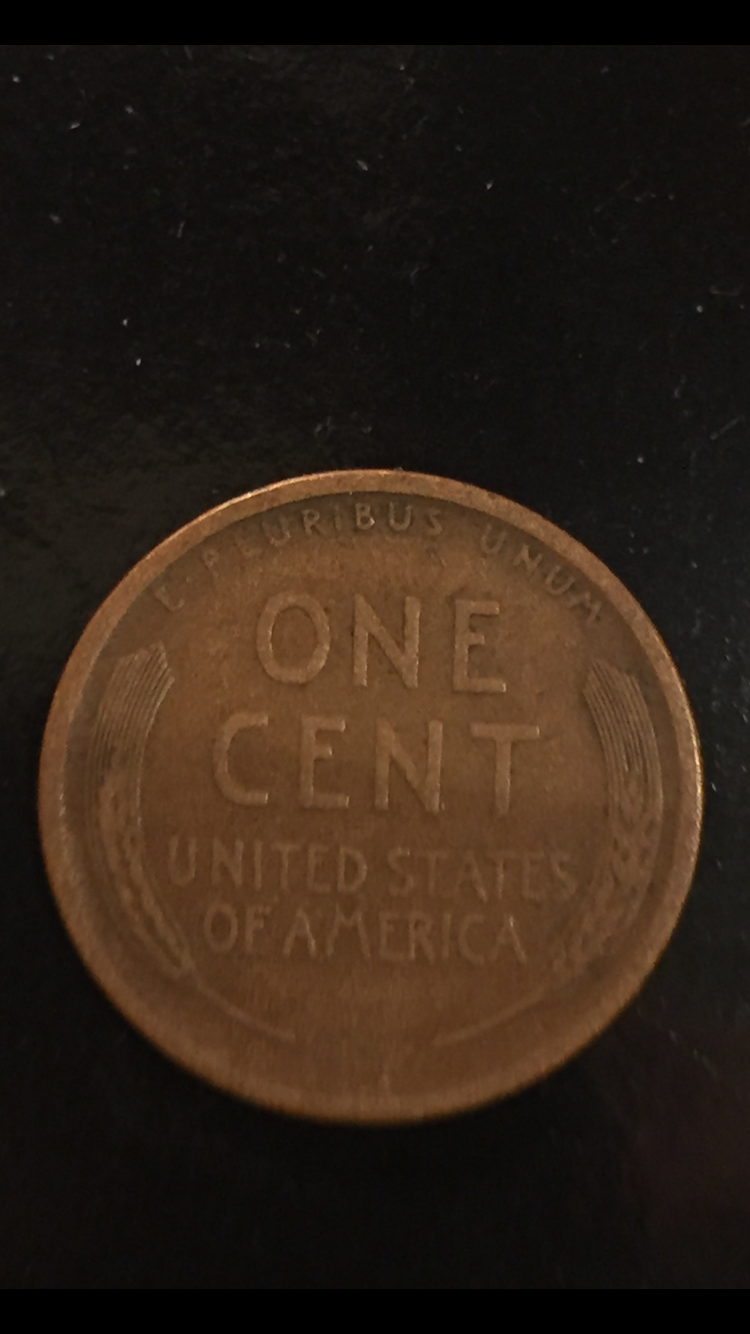 E · PLURIBUS · UNUM
ONE
CENT
UNITED STATES
OF AMERICA